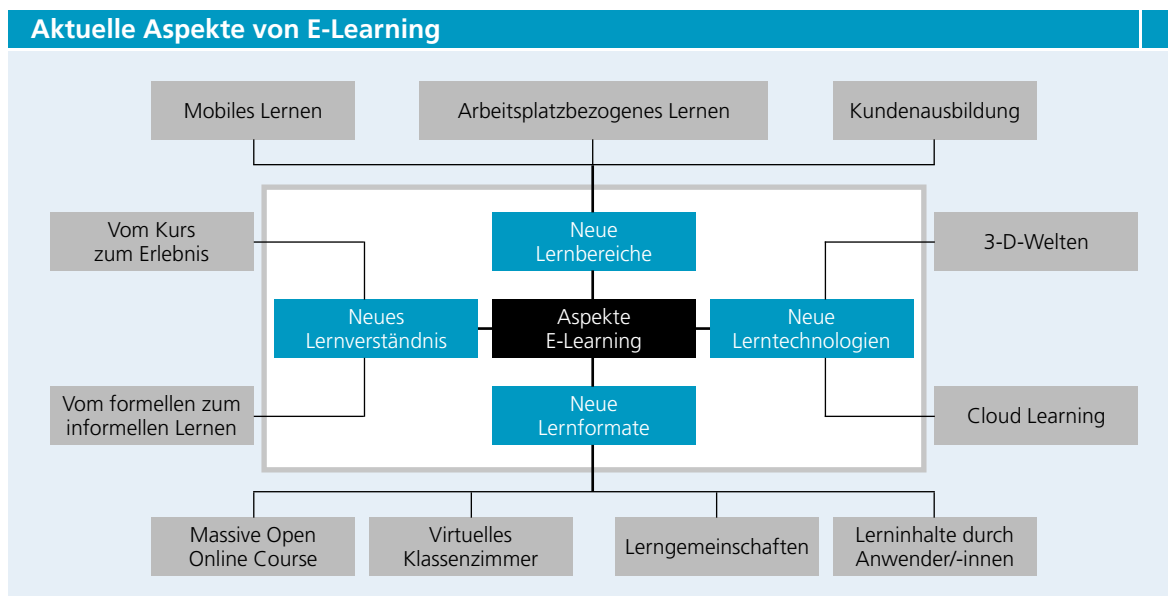 Aktuelle Aspekte von E-Learning
Mobiles Lernen
Arbeitsplatzbezogenes Lernen
Kundenausbildung
Vom Kurs
zum Erlebnis
Neue
Lernbereiche
3-D-Welten
Neues
Lernverständnis
Aspekte
E-Learning
Neue
Lerntechnologien
Vom formellen zum
informellen Lernen
Neue
Lernformate
Cloud Learning
Massive Open
Online Course
Virtuelles
Klassenzimmer
Lerngemeinschaften
Lerninhalte durch
Anwender/-innen